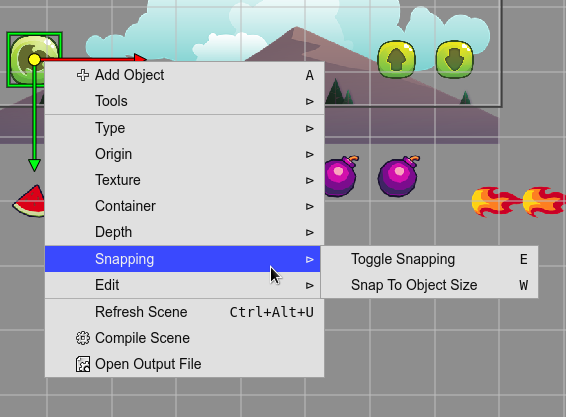 Add Object A
Tools
Type
Origin
Texture
Container
Depth
Snapping
Toggle Snapping E
Edit
Snap To Object Size W
Refresh Scene Ctrl+Alt+U
Compile Scene
Open Output File